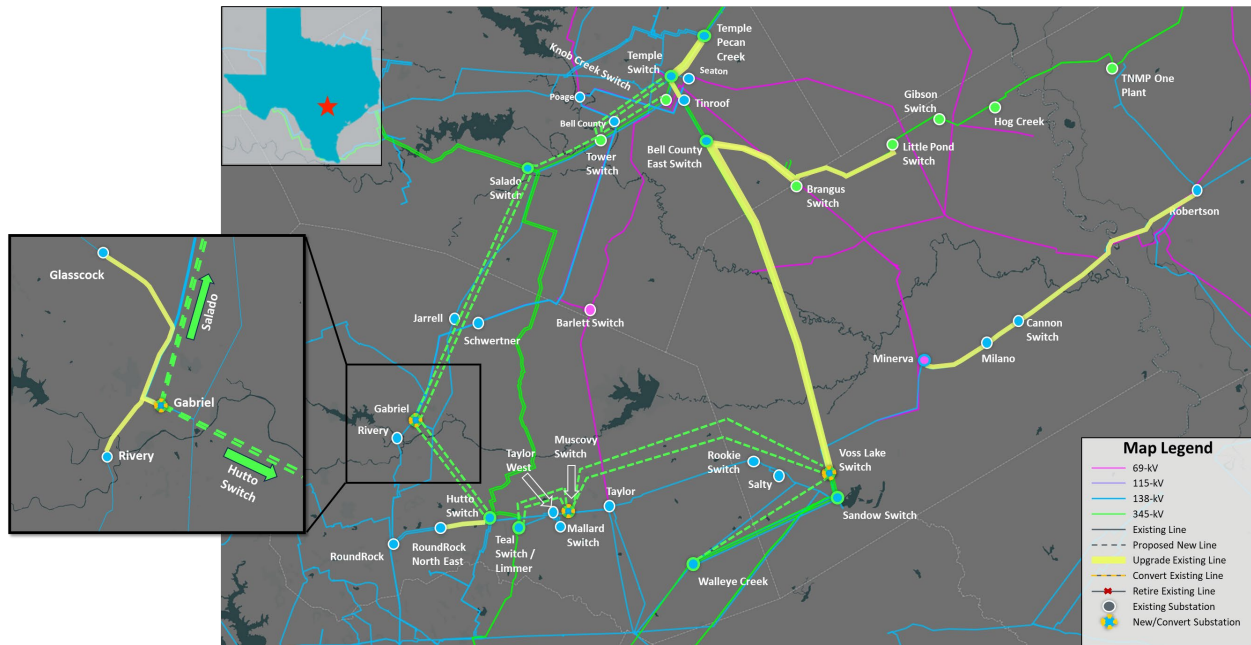 Temple
Pecan
Creek
Knob Creek Switch
Temple
Switch
Seaton
Poage
Tinroof
Bell County
Tower
Switch
Bell County
East Switch
Salado
Switch
TNMP One
Plant
Gibson
Switch
Hog Creek
Little Pond
Switch
Brangus
Switch
Robertson
Glasscock
Salado
Gabriel
Rivery
Hutto
Switch
Jarrell
Schwertner
Barlett Switch
Cannon
Switch
Minerva
Milano
Gabriel
Rivery
Muscovy
Switch
Taylor
West
Rookie
Switch
Voss Lake
Switch
Salty
Taylor
Hutto
Switch
Mallard
Switch
Sandow Switch
RoundRock
RoundRock
North East
Teal
Switch /
Limmer
Walleye Creek
Map Legend
69-kV
115-kV
138-kV
345-kV
Existing Line
Proposed New Line
Upgrade Existing Line
Convert Existing Line
Retire Existing Line
Existing Substation
New/Convert Substation